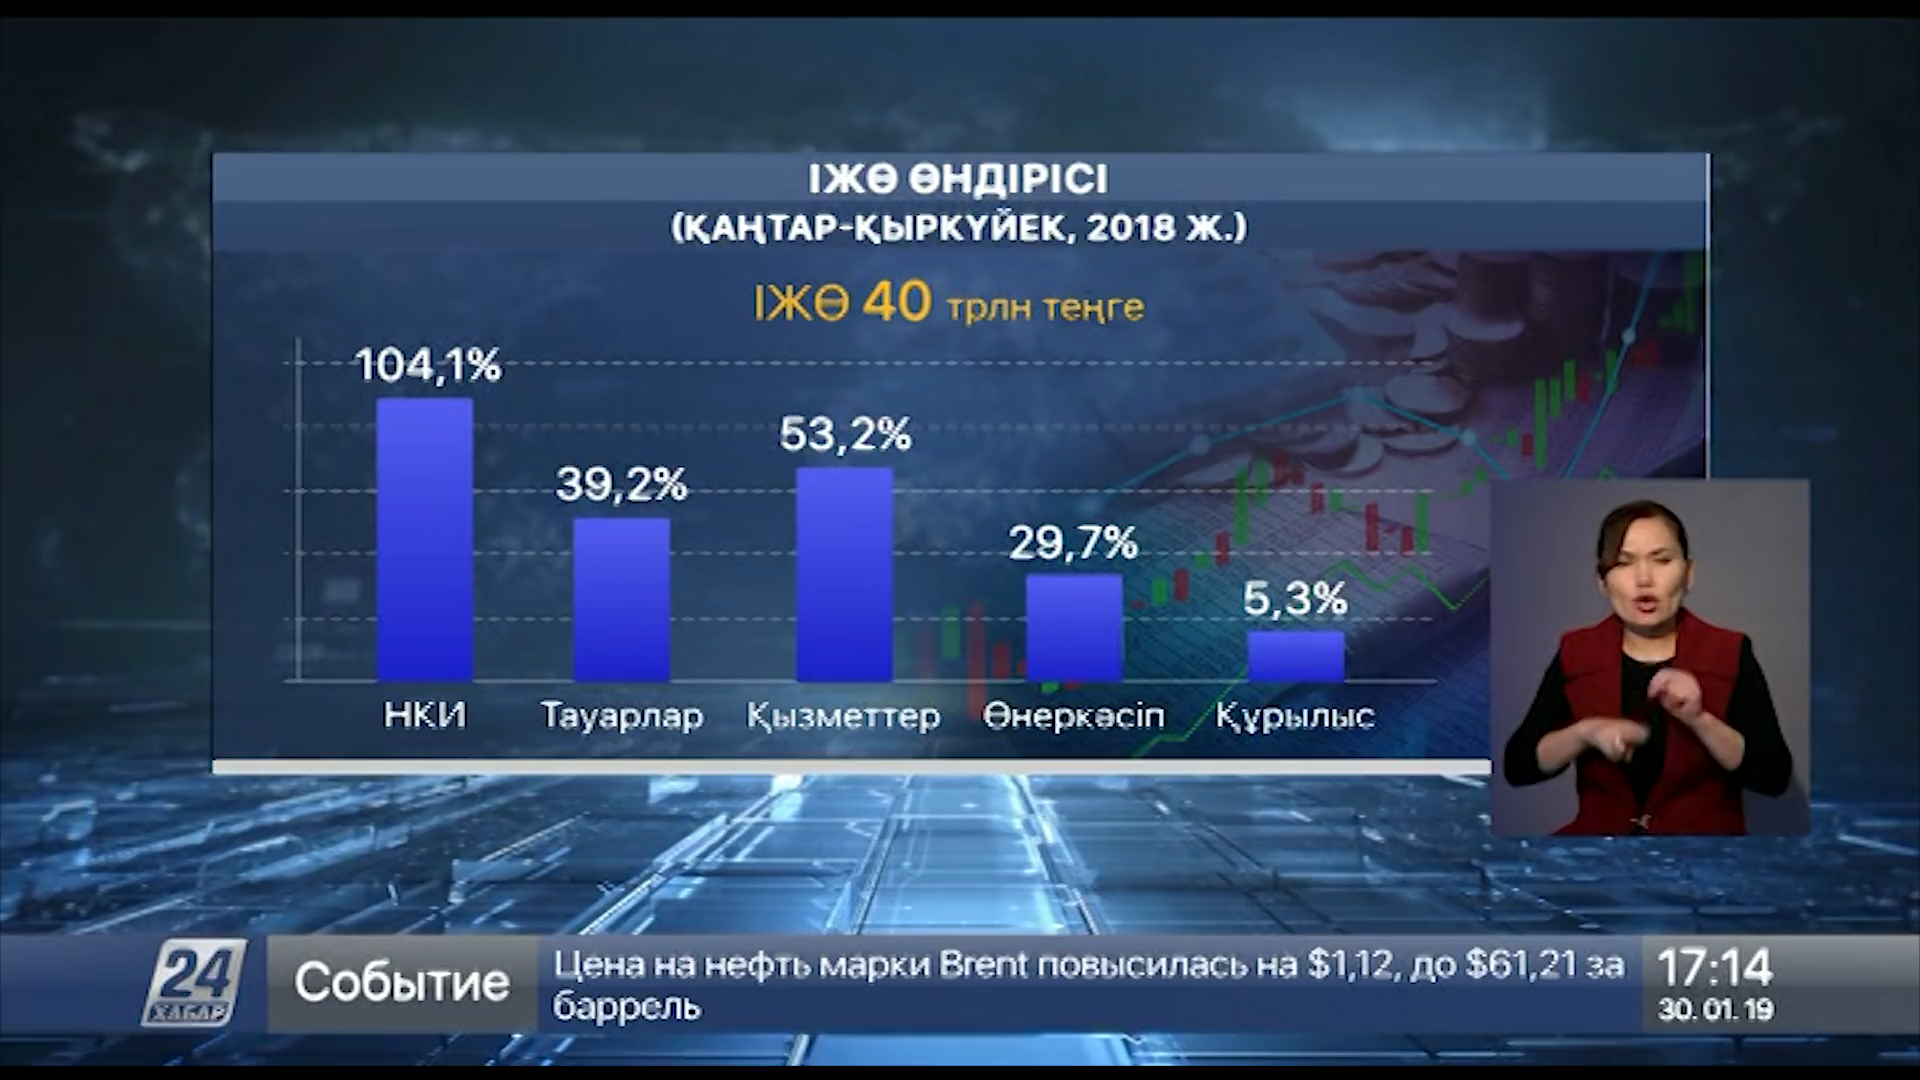 ІЖӨ ӨНДІРІСІ
(ҚАҢТАР-ҚЫРКҮЙЕК, 2018 Ж.)
ІЖӨ 40 трлн теңге
104,1%
39,2%
53,2%
29,7%
5,3%
НКИ
Тауарлар
Қызметтер
Өнеркәсіп
Құрылыс
24
ХАБАР
Событие
Цена на нефть марки Brent повысилась на $1,12, до $61,21 за
баррель
17:14
30.01.19